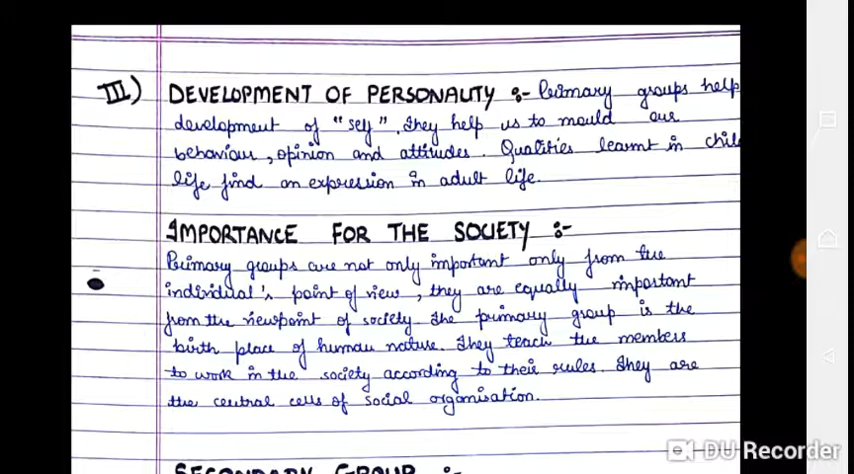 III) DEVELOPMENT OF PERSONALITY :- Primary groups help
development of "self". They help us to mould our
behaviour, opinion and attitudes. Qualities learnt in chil
life find an expression in adult life.
IMPORTANCE FOR THE SOCIETY :-
Primary groups are not only important only from the
individual's point of view, they are equally important
from the viewpoint of society. The primary group is the
birth place of human nature. They teach the members
to work in the society according to their rules. They are
the central cells of social organisation.
SECONDARY GROUP :-
DU Recorder